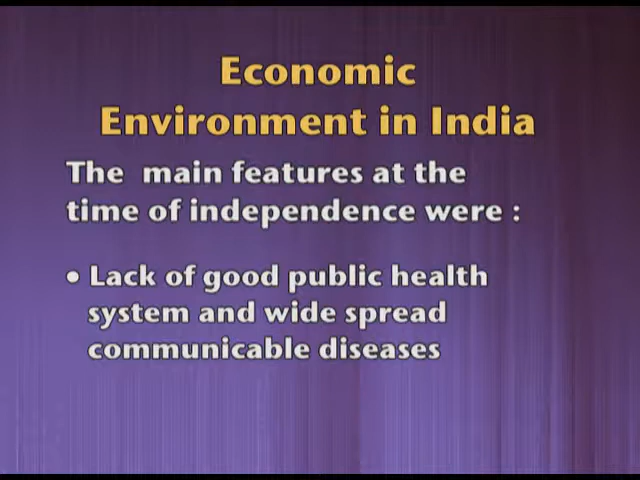 Economic
Environment in India
The main features at the
time of independence were :
• Lack of good public health
system and wide spread
communicable diseases